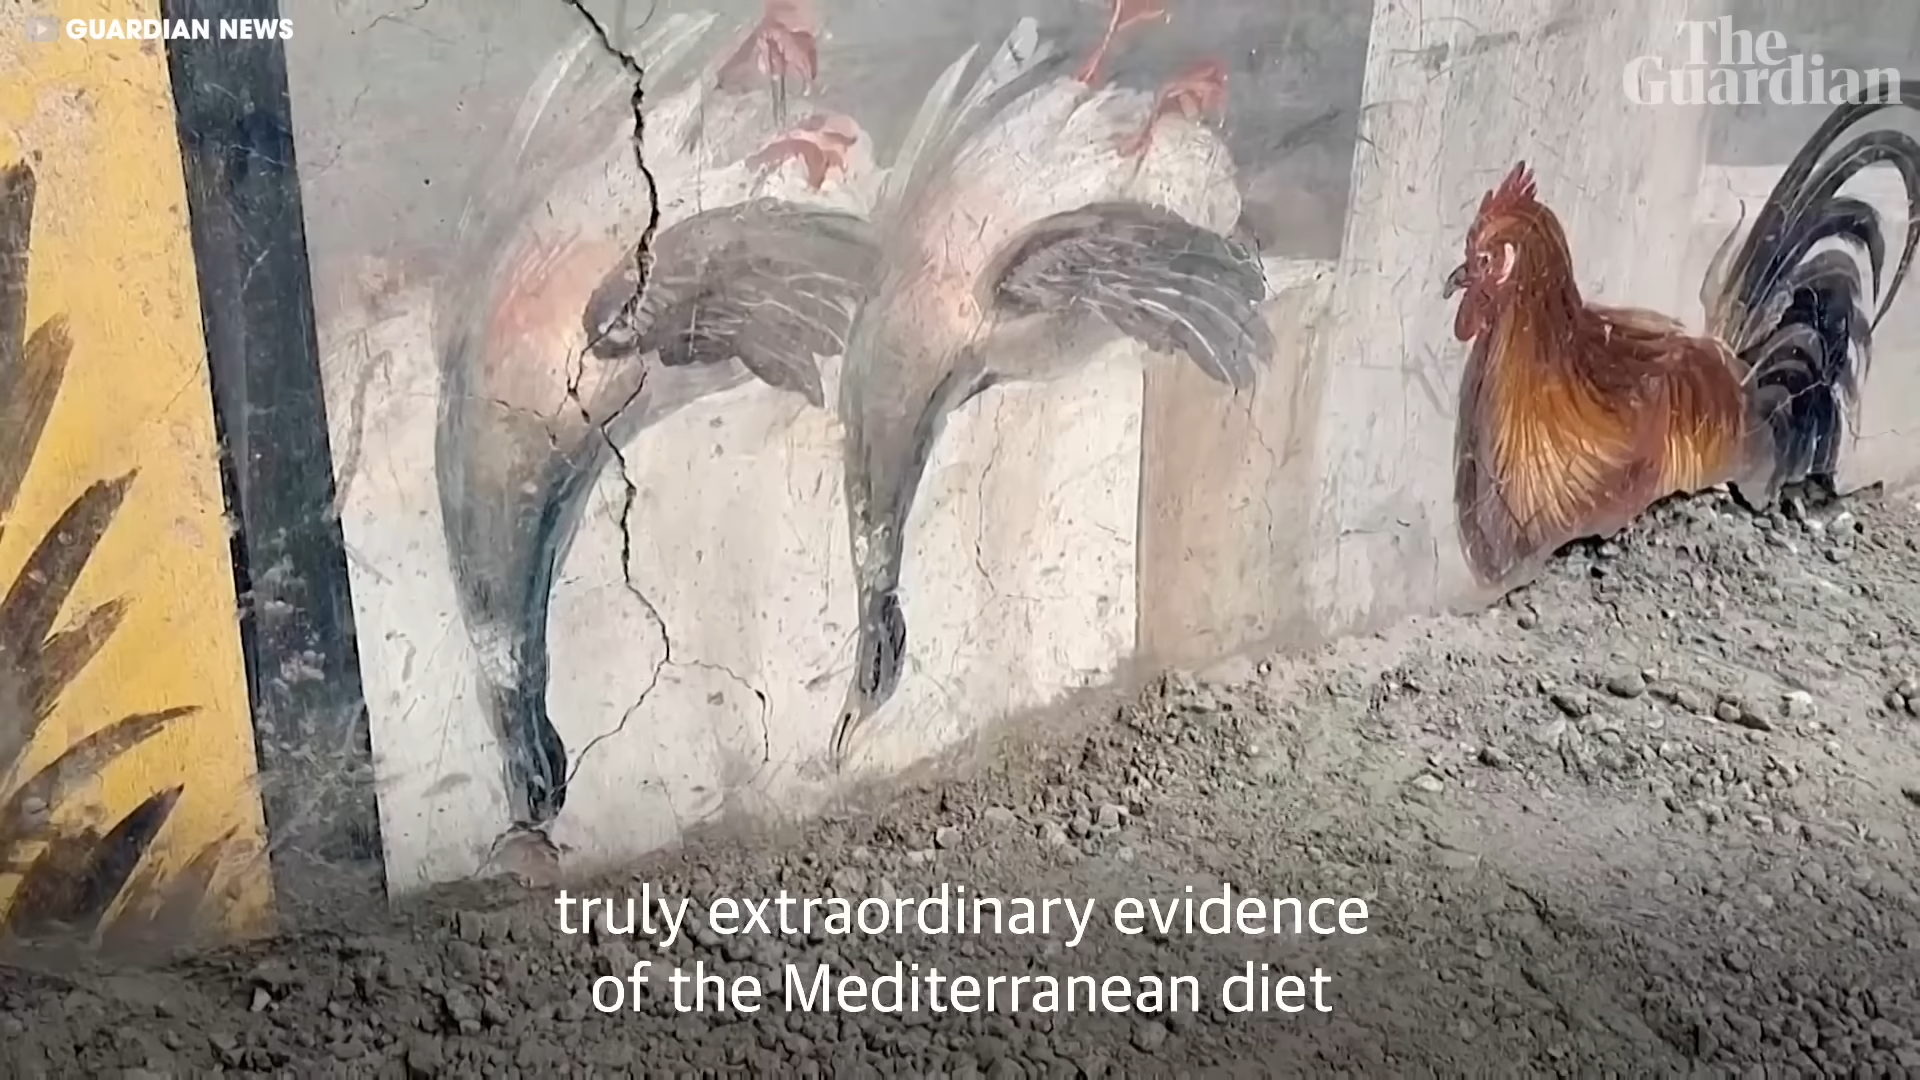 GUARDIAN NEWS
The
Guardian
truly extraordinary evidence
of the Mediterranean diet